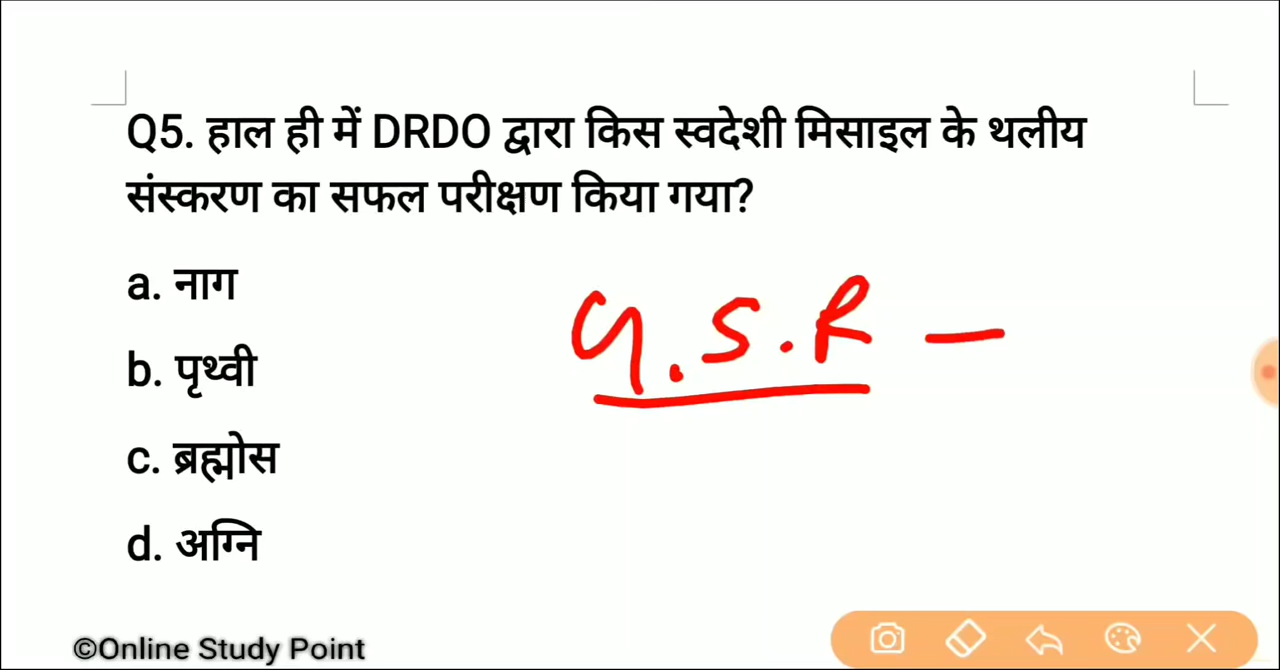 Q5. हाल ही में DRDO द्वारा किस स्वदेशी मिसाइल के थलीय
संस्करण का सफल परीक्षण किया गया?
a. नाग
b. पृथ्वी
c. ब्रह्मोस
d. अग्नि
G.S.R –
©Online Study Point